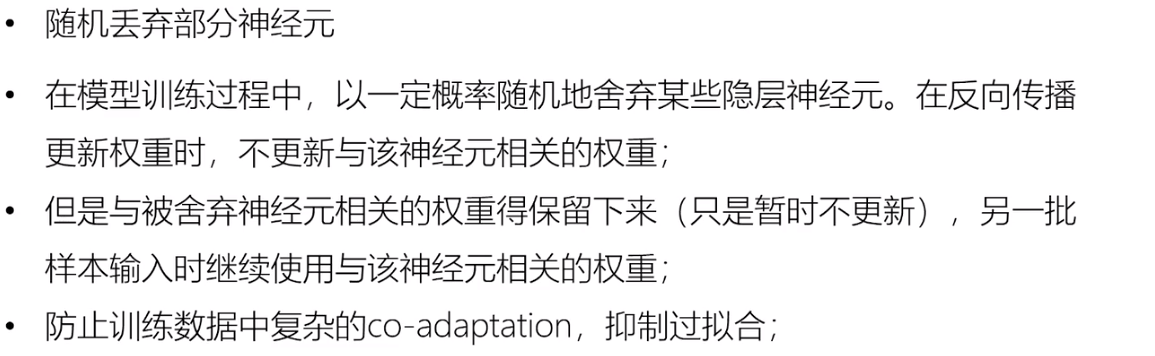 • 随机丢弃部分神经元
• 在模型训练过程中，以一定概率随机地舍弃某些隐层神经元。在反向传播
更新权重时，不更新与该神经元相关的权重；
• 但是与被舍弃神经元相关的权重得保留下来（只是暂时不更新），另一批
样本输入时继续使用与该神经元相关的权重；
• 防止训练数据中复杂的co-adaptation，抑制过拟合；